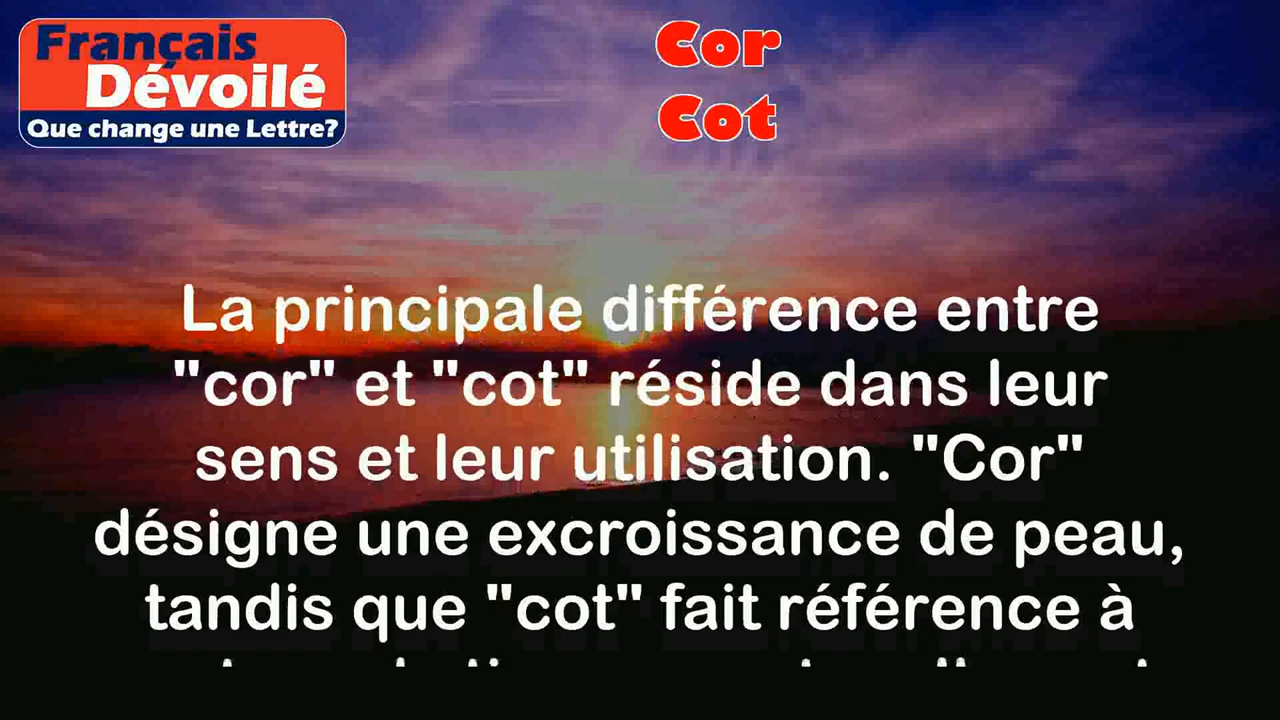 Français
Dévoilé
Que change une Lettre?
Cor
Cot
La principale différence entre
"cor" et "cot" réside dans leur
sens et leur utilisation. "Cor"
désigne une excroissance de peau,
tandis que "cot" fait référence à